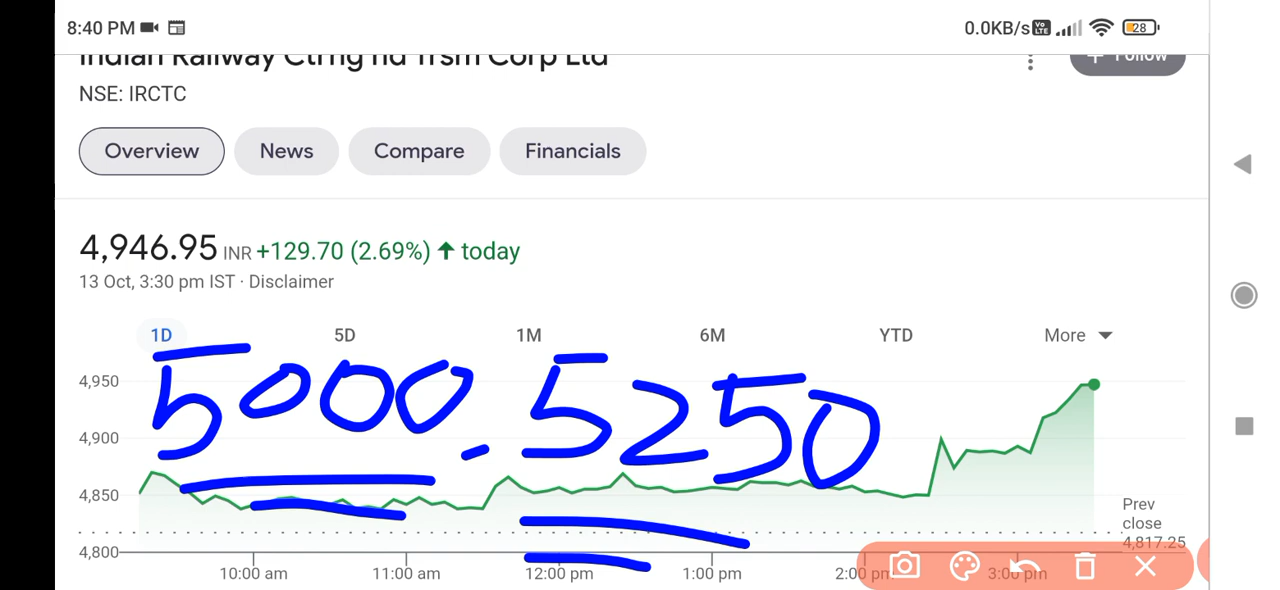 8:40 PM 0.0KB/s Vo LTE 28
Indian Railway Ctrng nd Trsm Corp Ltd + Follow
NSE: IRCTC
Overview News Compare Financials
4,946.95 INR +129.70 (2.69%) ↑ today
13 Oct, 3:30 pm IST · Disclaimer
1D 5D 1M 6M YTD More
5000. 5250
4,950
4,900
4,850
4,800
Prev
close
4,817.25
10:00 am 11:00 am 12:00 pm 1:00 pm 2:00 pm 3:00 pm